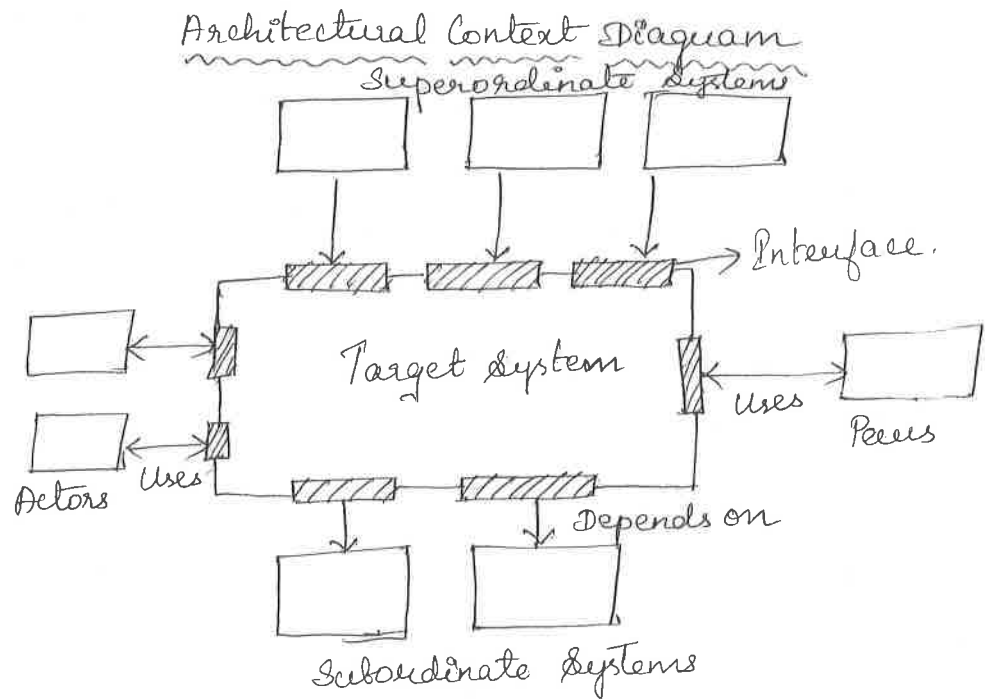 Architectural Context Diagram
Superordinate Systems
Interface.
Target System
Uses
Peers
Uses
Actors
Depends on
Subordinate Systems